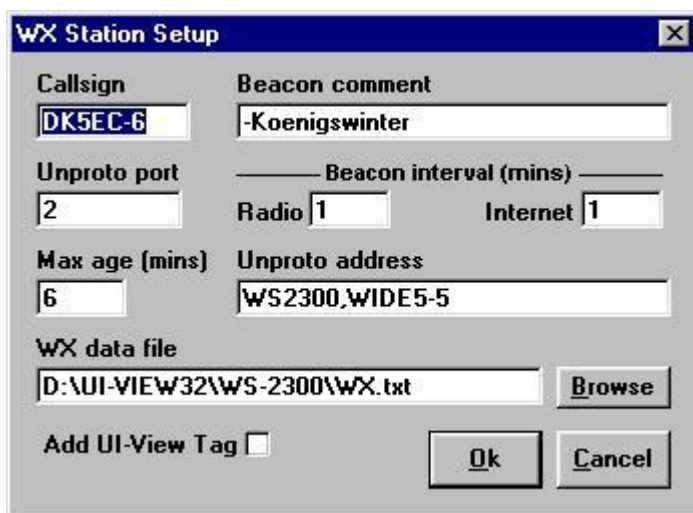 WX Station Setup
Callsign Beacon comment
DK5EC-6 -Koenigswinter
Unproto port Beacon interval (mins)
2 Radio 1 Internet 1
Max age (mins) Unproto address
6 WS2300,WIDE5-5
WX data file
D:\UI-VIEW32\WS-2300\WX.txt Browse
Add UI-View Tag Ok Cancel